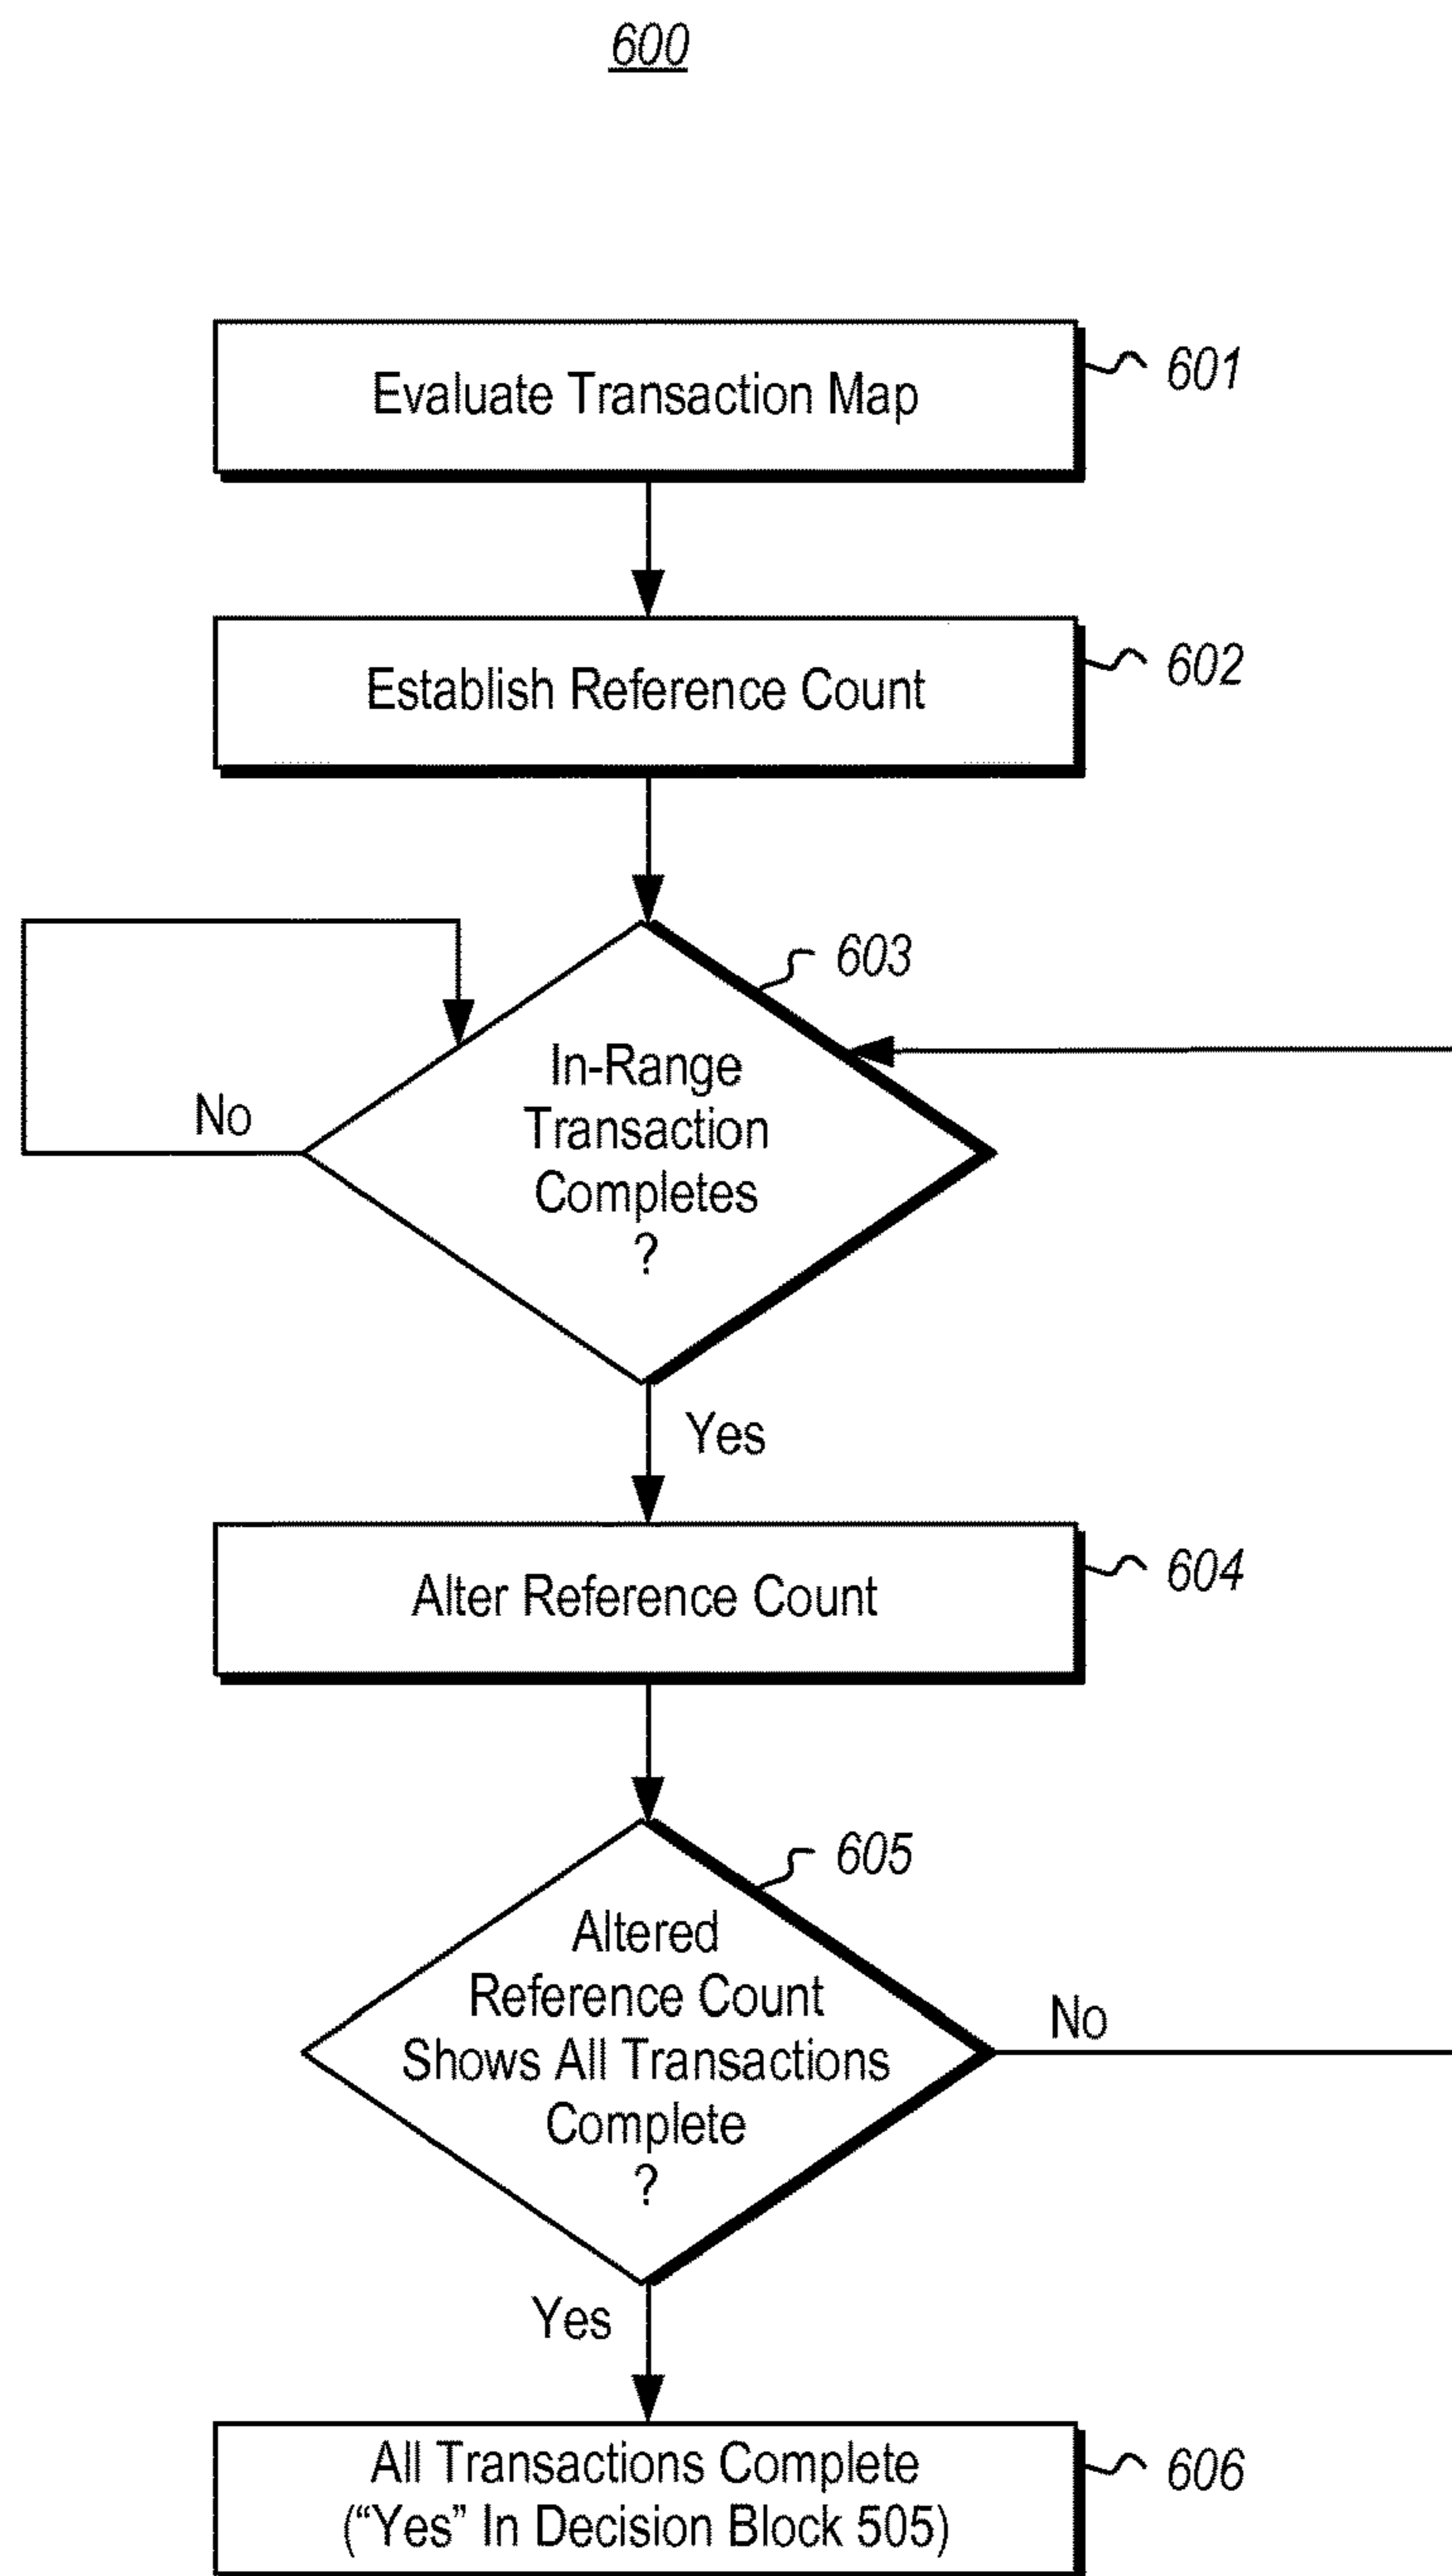 600
Evaluate Transaction Map
601
Establish Reference Count
602
603
In-Range
Transaction
Completes
?
No
Yes
Alter Reference Count
604
605
Altered
Reference Count
Shows All Transactions
Complete
?
No
Yes
All Transactions Complete
(“Yes” In Decision Block 505)
606